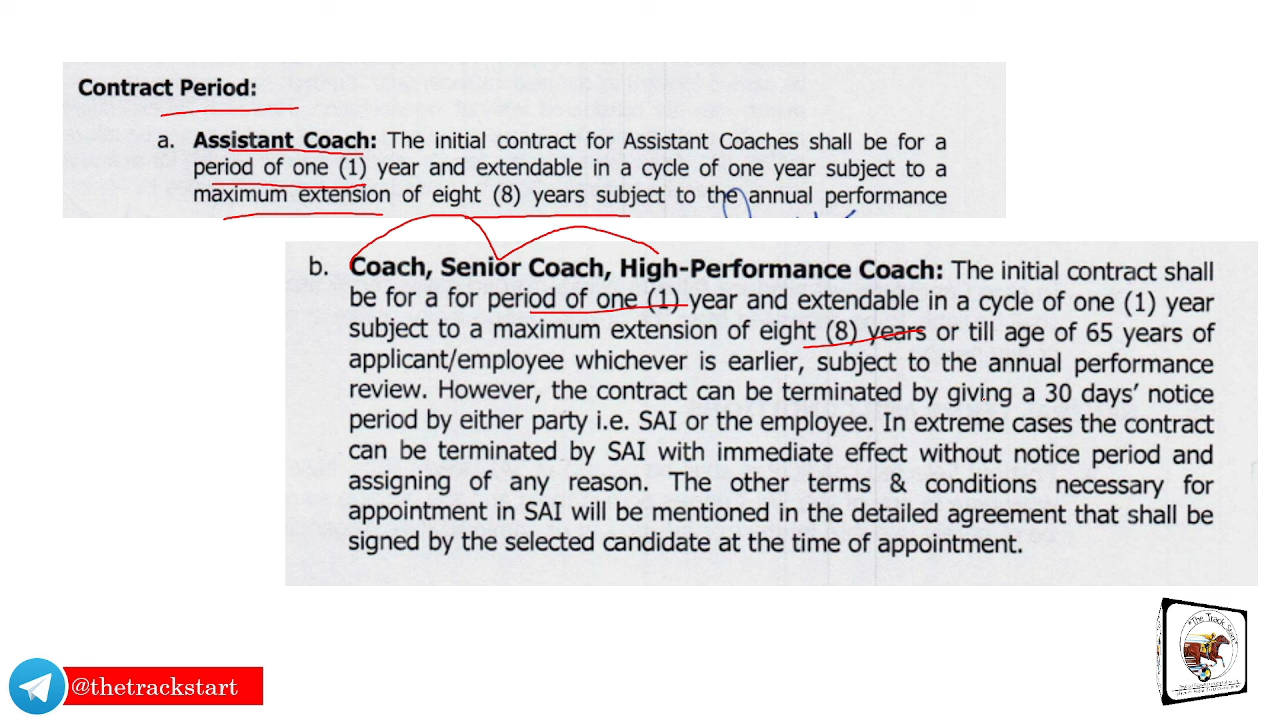 Contract Period:
a. Assistant Coach: The initial contract for Assistant Coaches shall be for a
period of one (1) year and extendable in a cycle of one year subject to a
maximum extension of eight (8) years subject to the annual performance
b. Coach, Senior Coach, High-Performance Coach: The initial contract shall
be for a for period of one (1) year and extendable in a cycle of one (1) year
subject to a maximum extension of eight (8) years or till age of 65 years of
applicant/employee whichever is earlier, subject to the annual performance
review. However, the contract can be terminated by giving a 30 days’ notice
period by either party i.e. SAI or the employee. In extreme cases the contract
can be terminated by SAI with immediate effect without notice period and
assigning of any reason. The other terms & conditions necessary for
appointment in SAI will be mentioned in the detailed agreement that shall be
signed by the selected candidate at the time of appointment.
"The Track Start"
@thetrackstart